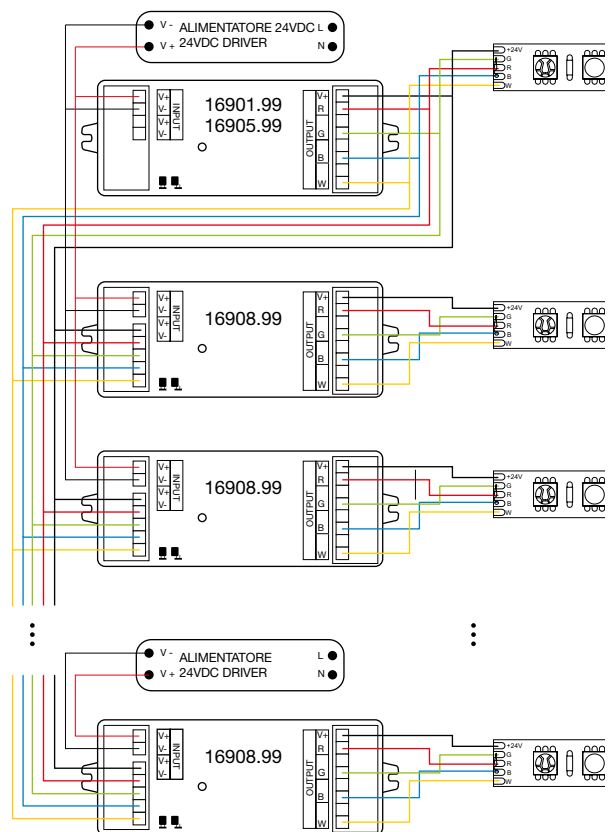 V - ALIMENTATORE 24VDC L
V + 24VDC DRIVER N
+24V
G
R
B
W
V+
V-
V+
V-
INPUT
16901.99
16905.99
OUTPUT
V+
R
G
B
W
V+
V-
V+
V-
INPUT
16908.99
OUTPUT
V+
R
G
B
W
+24V
G
R
B
W
V+
V-
V+
V-
INPUT
16908.99
OUTPUT
V+
R
G
B
W
+24V
G
R
B
W
V - ALIMENTATORE L
V + 24VDC DRIVER N
V+
V-
V+
V-
INPUT
16908.99
OUTPUT
V+
R
G
B
W
+24V
G
R
B
W